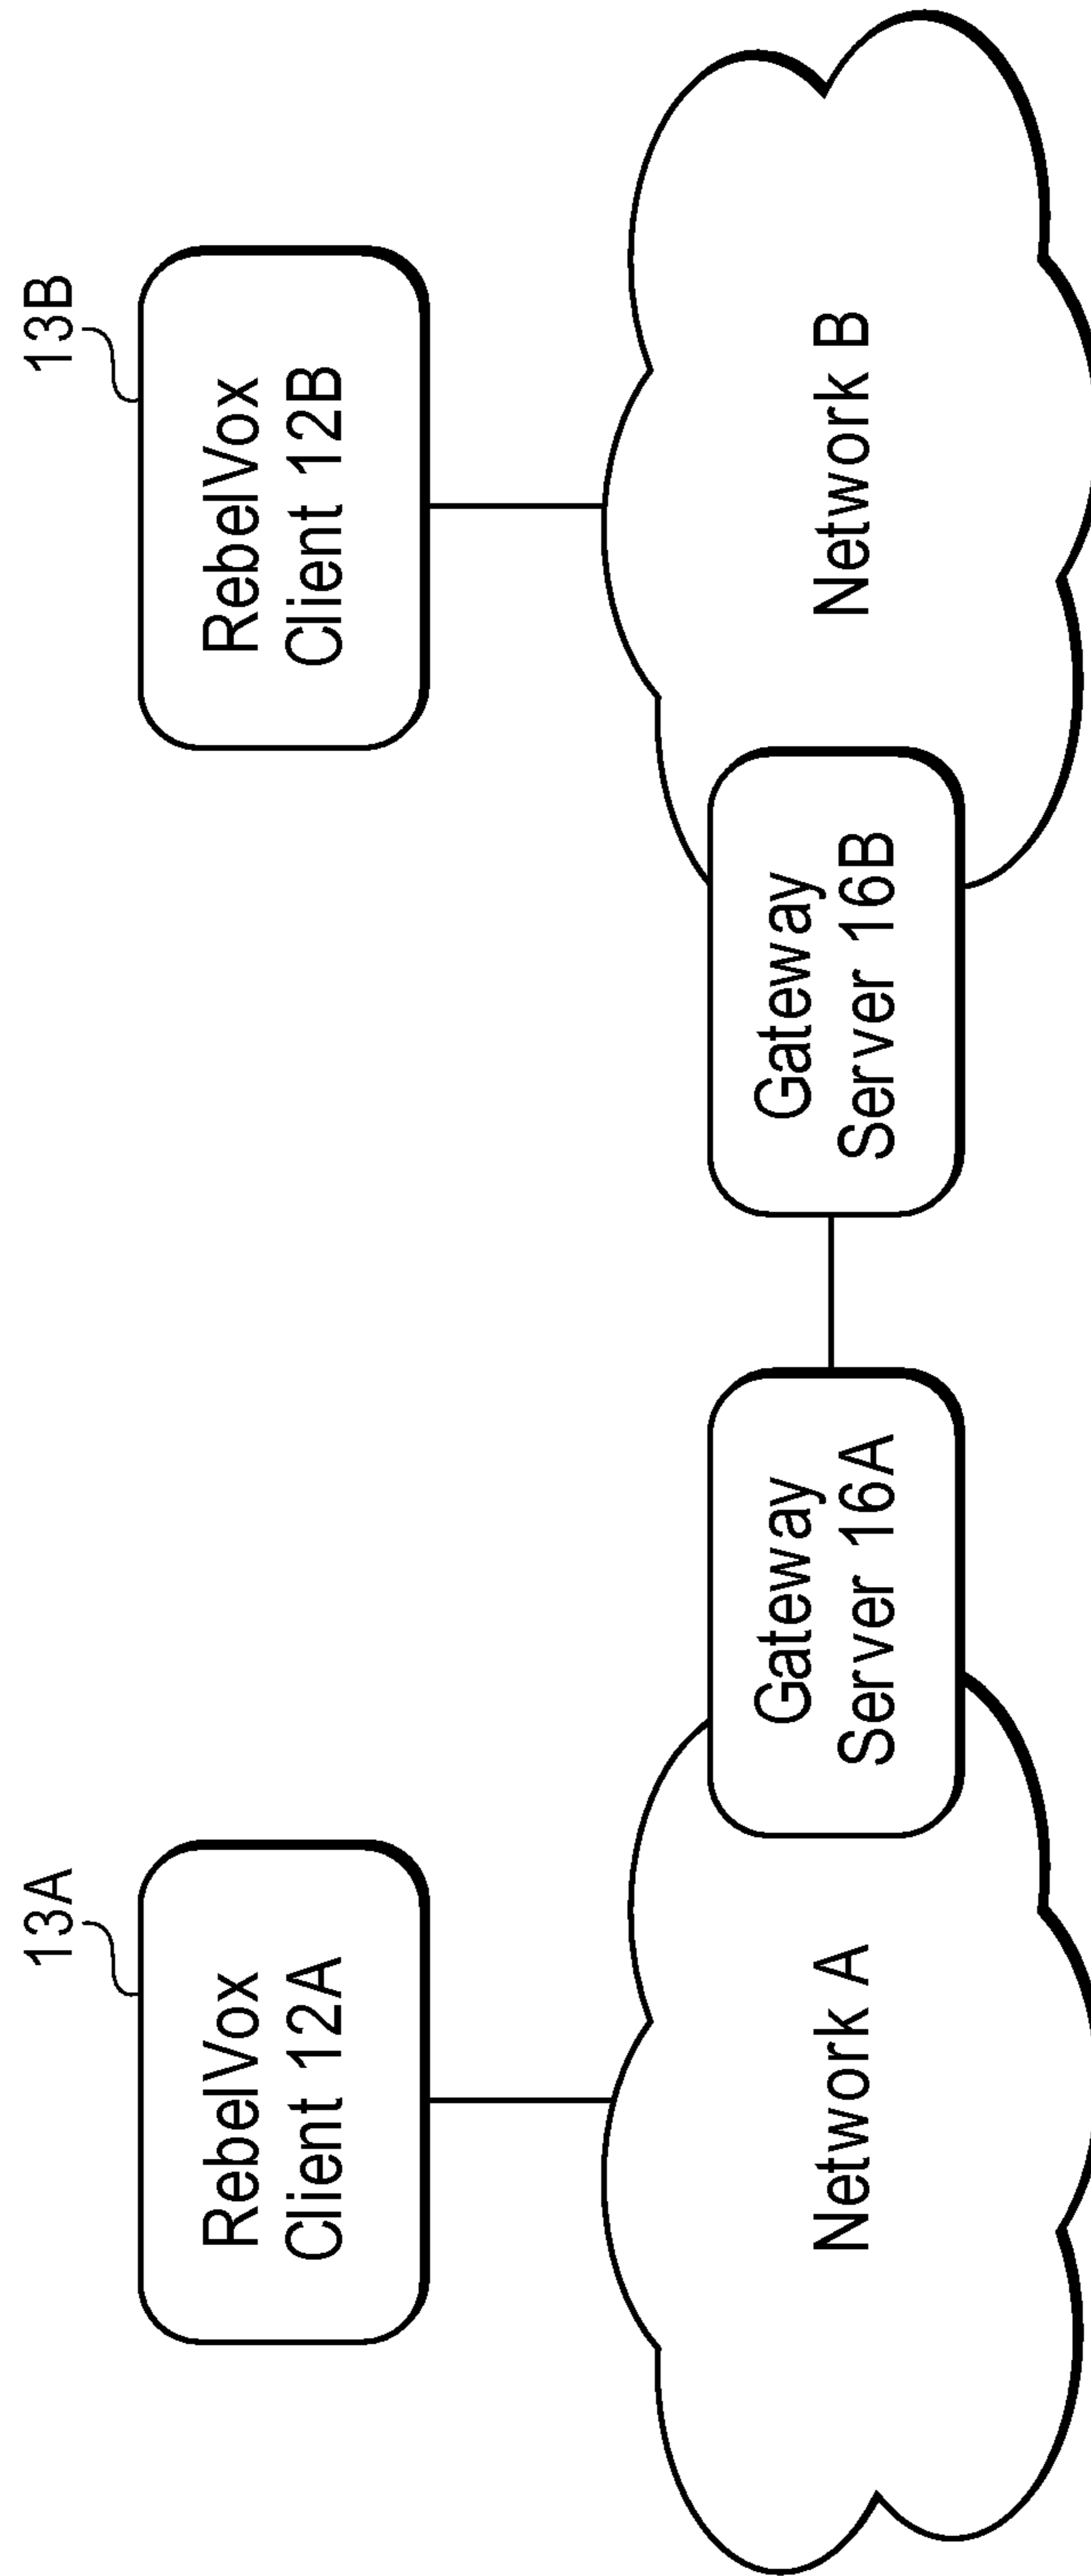 13A
13B
RebelVox
Client 12A
RebelVox
Client 12B
Gateway
Server 16A
Gateway
Server 16B
Network A
Network B